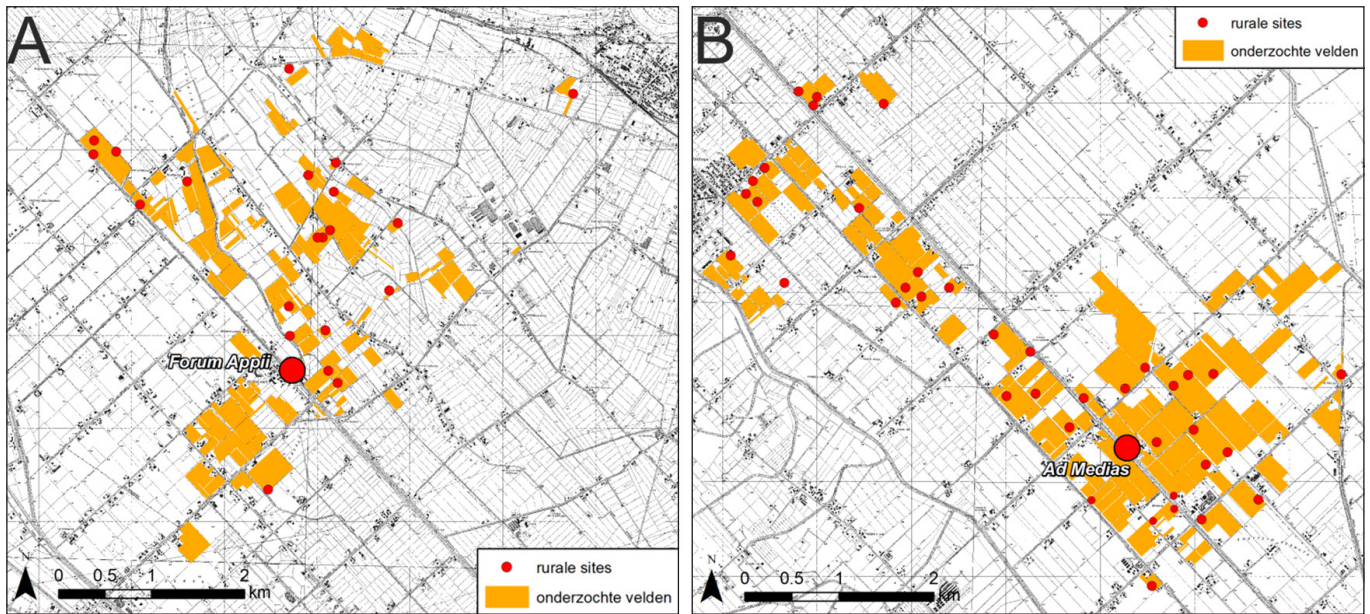 A
Forum Appii
N
0 0.5 1 2
km
rurale sites
onderzochte velden
B
rurale sites
onderzochte velden
Ad Medias
N
0 0.5 1 2
km